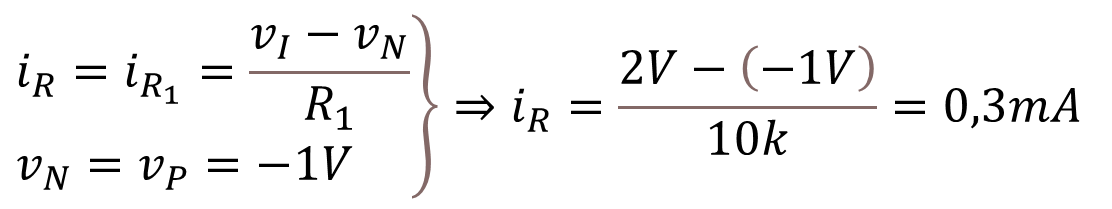 i_R = i_{R_1} = \frac{v_I - v_N}{R_1}
v_N = v_P = -1V
⇒ i_R = \frac{2V - (-1V)}{10k} = 0,3mA